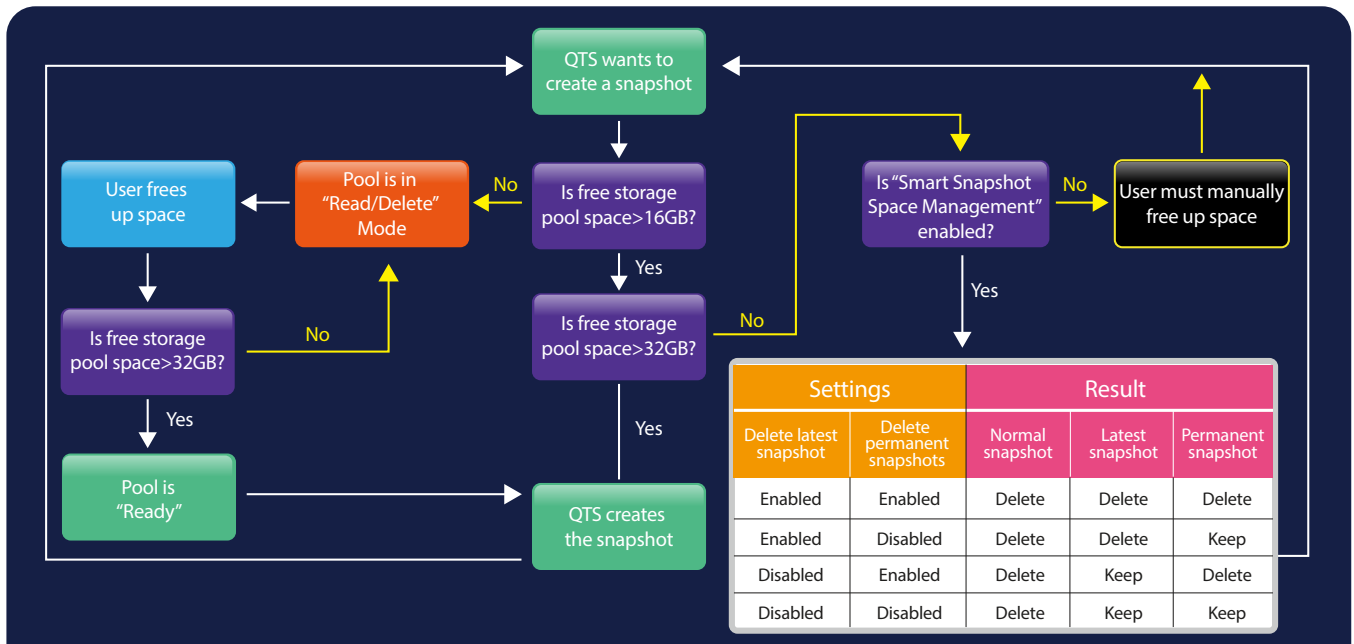 QTS wants to
create a snapshot
User frees
up space
Pool is in
“Read/Delete”
Mode
No
Is free storage
pool space>16GB?
Is “Smart Snapshot
Space Management”
enabled?
No
User must manually
free up space
Yes
Yes
Is free storage
pool space>32GB?
No
Is free storage
pool space>32GB?
No
Yes
Yes
Pool is
“Ready”
QTS creates
the snapshot
Settings
Result
Delete latest
snapshot
Delete
permanent
snapshots
Normal
snapshot
Latest
snapshot
Permanent
snapshot
Enabled Enabled Delete Delete Delete
Enabled Disabled Delete Delete Keep
Disabled Enabled Delete Keep Delete
Disabled Disabled Delete Keep Keep